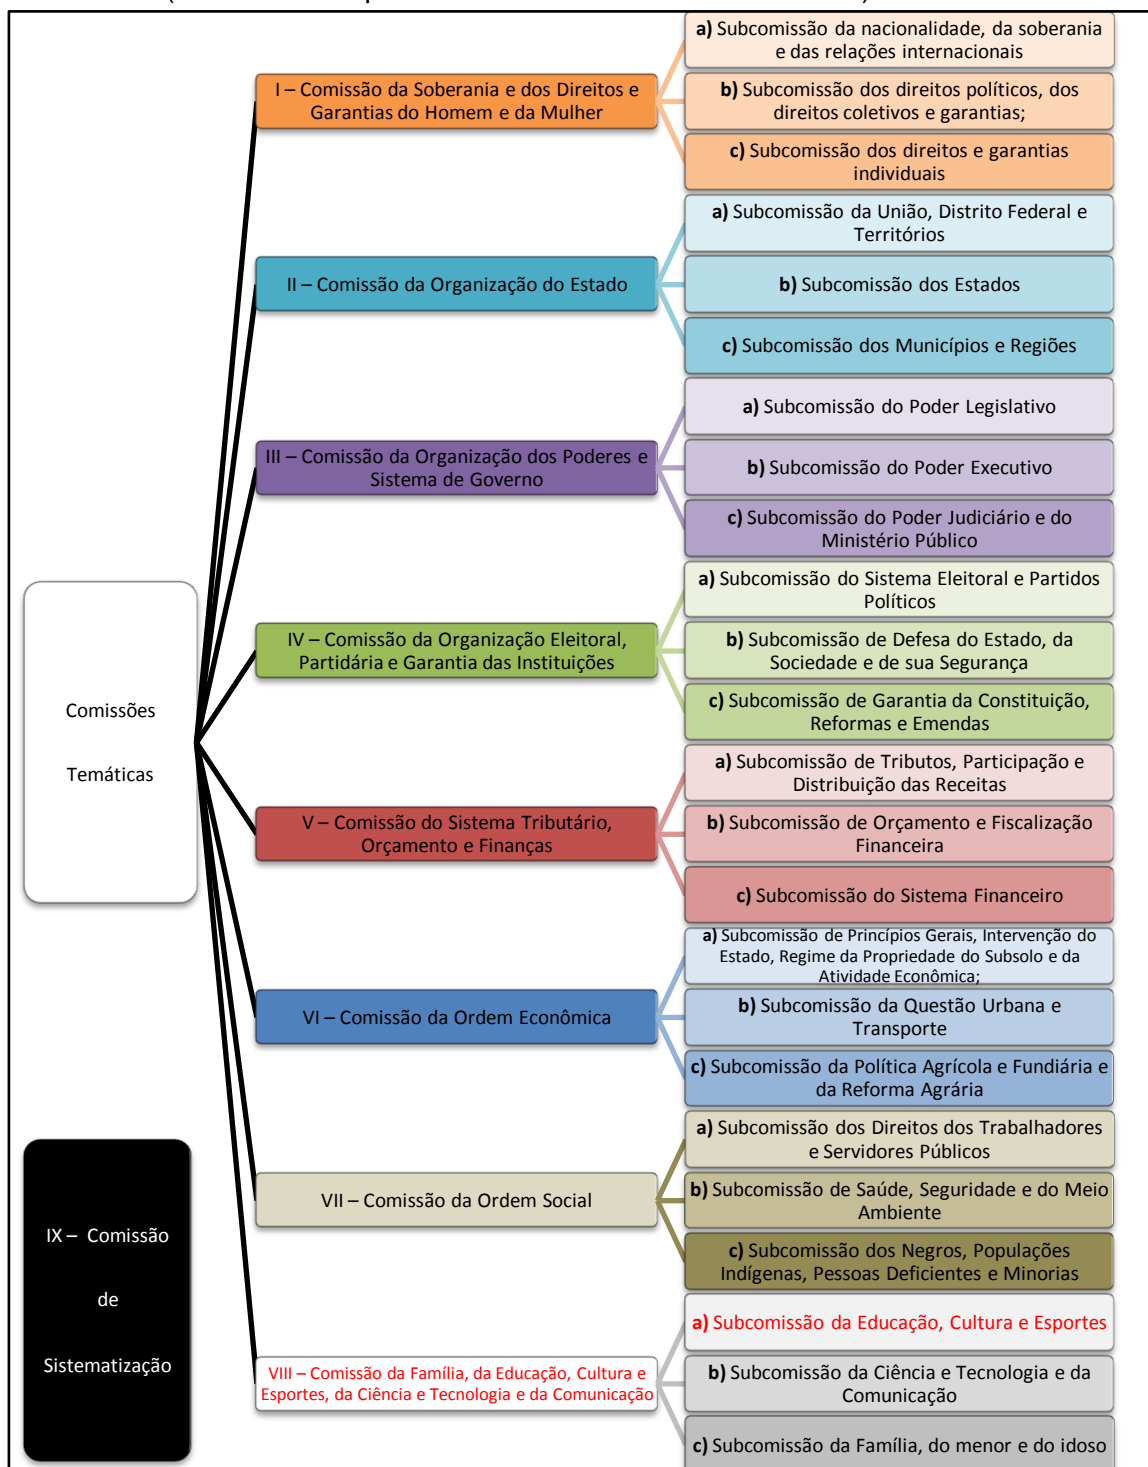 a) Subcomissão da nacionalidade, da soberania
e das relações internacionais
I – Comissão da Soberania e dos Direitos e
Garantias do Homem e da Mulher
b) Subcomissão dos direitos políticos, dos
direitos coletivos e garantias;
c) Subcomissão dos direitos e garantias
individuais
a) Subcomissão da União, Distrito Federal e
Territórios
II – Comissão da Organização do Estado
b) Subcomissão dos Estados
c) Subcomissão dos Municípios e Regiões
a) Subcomissão do Poder Legislativo
III – Comissão da Organização dos Poderes e
Sistema de Governo
b) Subcomissão do Poder Executivo
c) Subcomissão do Poder Judiciário e do
Ministério Público
a) Subcomissão do Sistema Eleitoral e Partidos
Políticos
IV – Comissão da Organização Eleitoral,
Partidária e Garantia das Instituições
b) Subcomissão de Defesa do Estado, da
Sociedade e de sua Segurança
c) Subcomissão de Garantia da Constituição,
Reformas e Emendas
Comissões
Temáticas
a) Subcomissão de Tributos, Participação e
Distribuição das Receitas
V – Comissão do Sistema Tributário,
Orçamento e Finanças
b) Subcomissão de Orçamento e Fiscalização
Financeira
c) Subcomissão do Sistema Financeiro
a) Subcomissão de Princípios Gerais, Intervenção do
Estado, Regime da Propriedade do Subsolo e da
Atividade Econômica;
VI – Comissão da Ordem Econômica
b) Subcomissão da Questão Urbana e
Transporte
c) Subcomissão da Política Agrícola e Fundiária e
da Reforma Agrária
a) Subcomissão dos Direitos dos Trabalhadores
e Servidores Públicos
VII – Comissão da Ordem Social
b) Subcomissão de Saúde, Seguridade e do Meio
Ambiente
c) Subcomissão dos Negros, Populações
Indígenas, Pessoas Deficientes e Minorias
IX – Comissão
de
Sistematização
a) Subcomissão da Educação, Cultura e Esportes
VIII – Comissão da Família, da Educação, Cultura e
Esportes, da Ciência e Tecnologia e da Comunicação
b) Subcomissão da Ciência e Tecnologia e da
Comunicação
c) Subcomissão da Família, do menor e do idoso